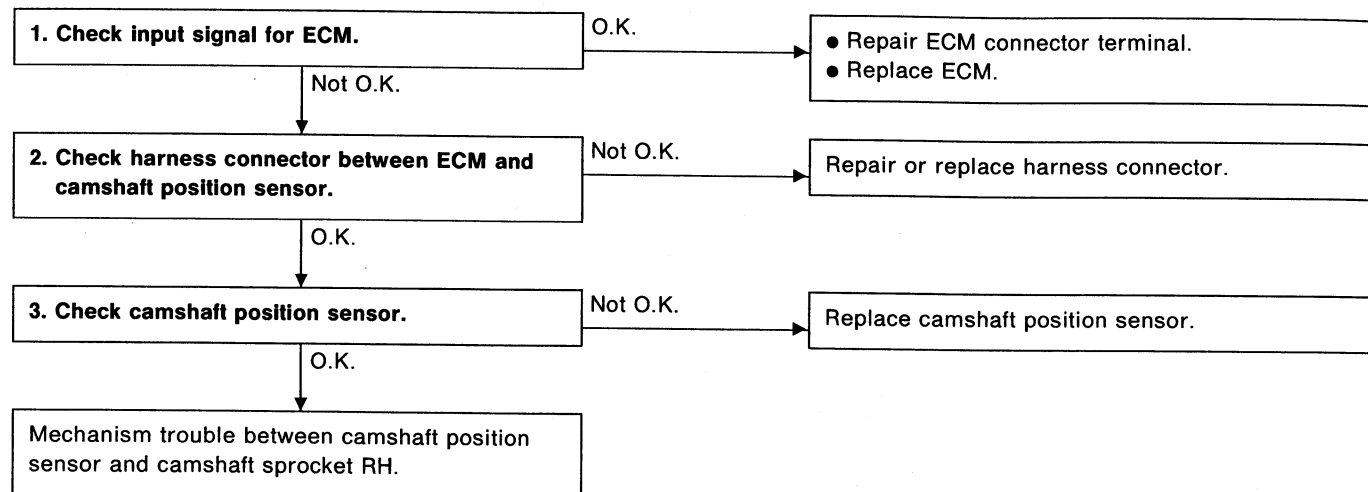 1. Check input signal for ECM.
O.K.
● Repair ECM connector terminal.
● Replace ECM.
Not O.K.
2. Check harness connector between ECM and
camshaft position sensor.
Not O.K.
Repair or replace harness connector.
O.K.
3. Check camshaft position sensor.
Not O.K.
Replace camshaft position sensor.
O.K.
Mechanism trouble between camshaft position
sensor and camshaft sprocket RH.